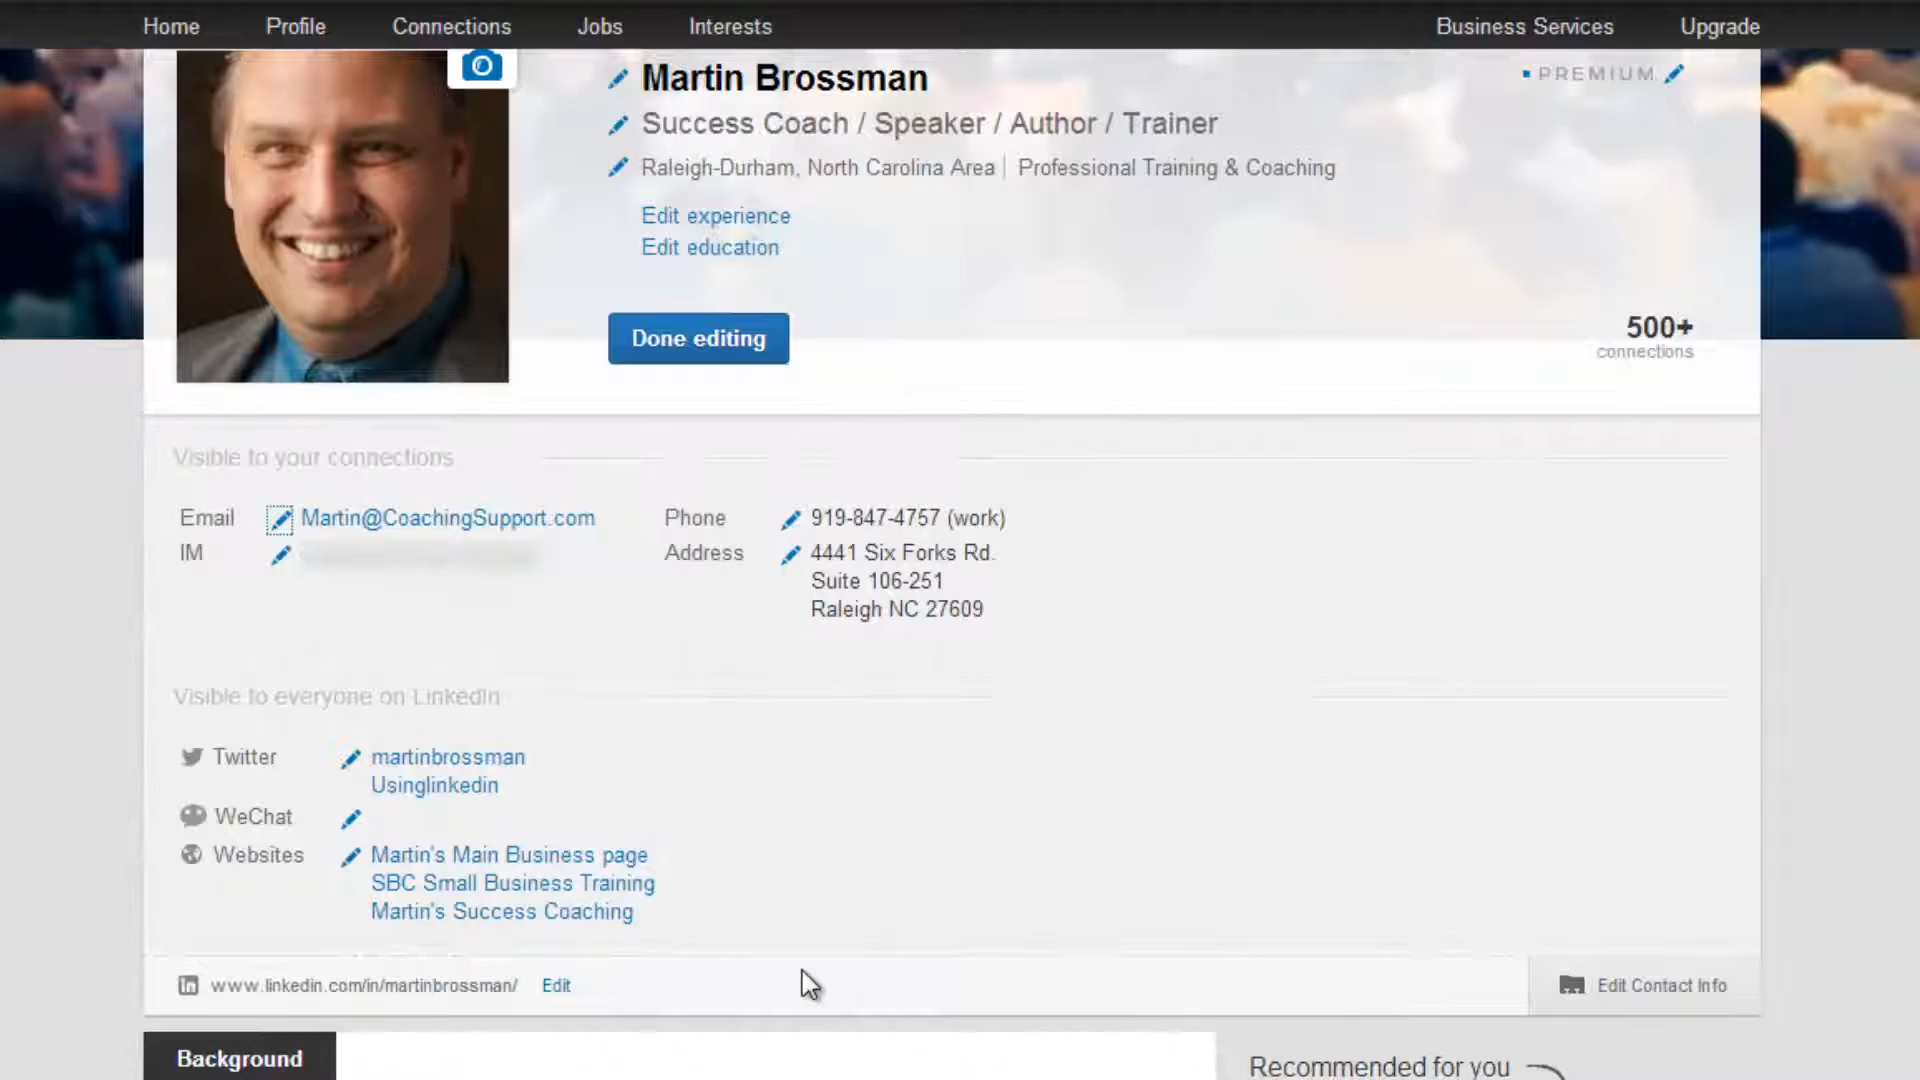 Home Profile Connections Jobs Interests Business Services Upgrade
Martin Brossman
PREMIUM
Success Coach / Speaker / Author / Trainer
Raleigh-Durham, North Carolina Area | Professional Training & Coaching
Edit experience
Edit education
Done editing
500+
connections
Visible to your connections
Email Martin@CoachingSupport.com Phone 919-847-4757 (work)
IM Address 4441 Six Forks Rd.
Suite 106-251
Raleigh NC 27609
Visible to everyone on LinkedIn
Twitter martinbrossman
Usinglinkedin
WeChat
Websites Martin's Main Business page
SBC Small Business Training
Martin's Success Coaching
in www.linkedin.com/in/martinbrossman/ Edit Edit Contact Info
Background
Recommended for you